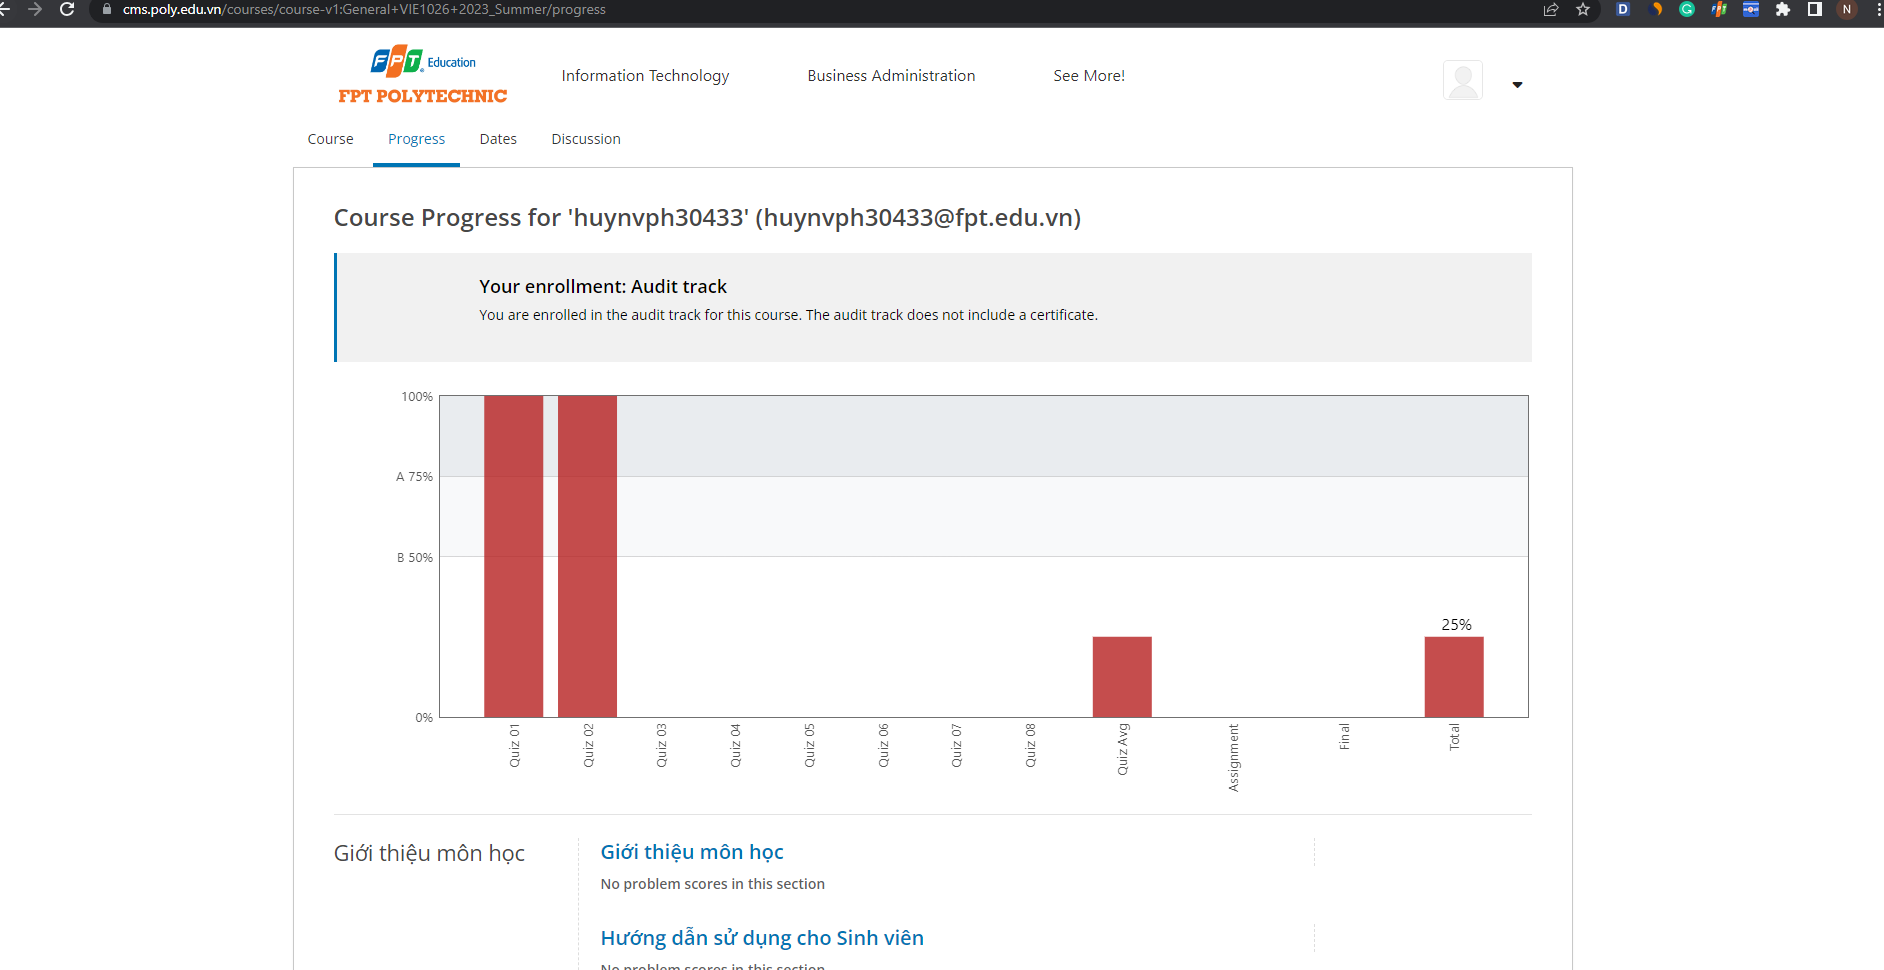 cms.poly.edu.vn/courses/course-v1:General+VIE1026+2023_Summer/progress
D
G
FPT
N
FPT Education
FPT POLYTECHNIC
Information Technology
Business Administration
See More!
Course
Progress
Dates
Discussion
Course Progress for 'huynvph30433' (huynvph30433@fpt.edu.vn)
Your enrollment: Audit track
You are enrolled in the audit track for this course. The audit track does not include a certificate.
100%
A 75%
B 50%
0%
25%
Quiz 01
Quiz 02
Quiz 03
Quiz 04
Quiz 05
Quiz 06
Quiz 07
Quiz 08
Quiz Avg
Assignment
Final
Total
Giới thiệu môn học
Giới thiệu môn học
No problem scores in this section
Hướng dẫn sử dụng cho Sinh viên
No problem scores in this section